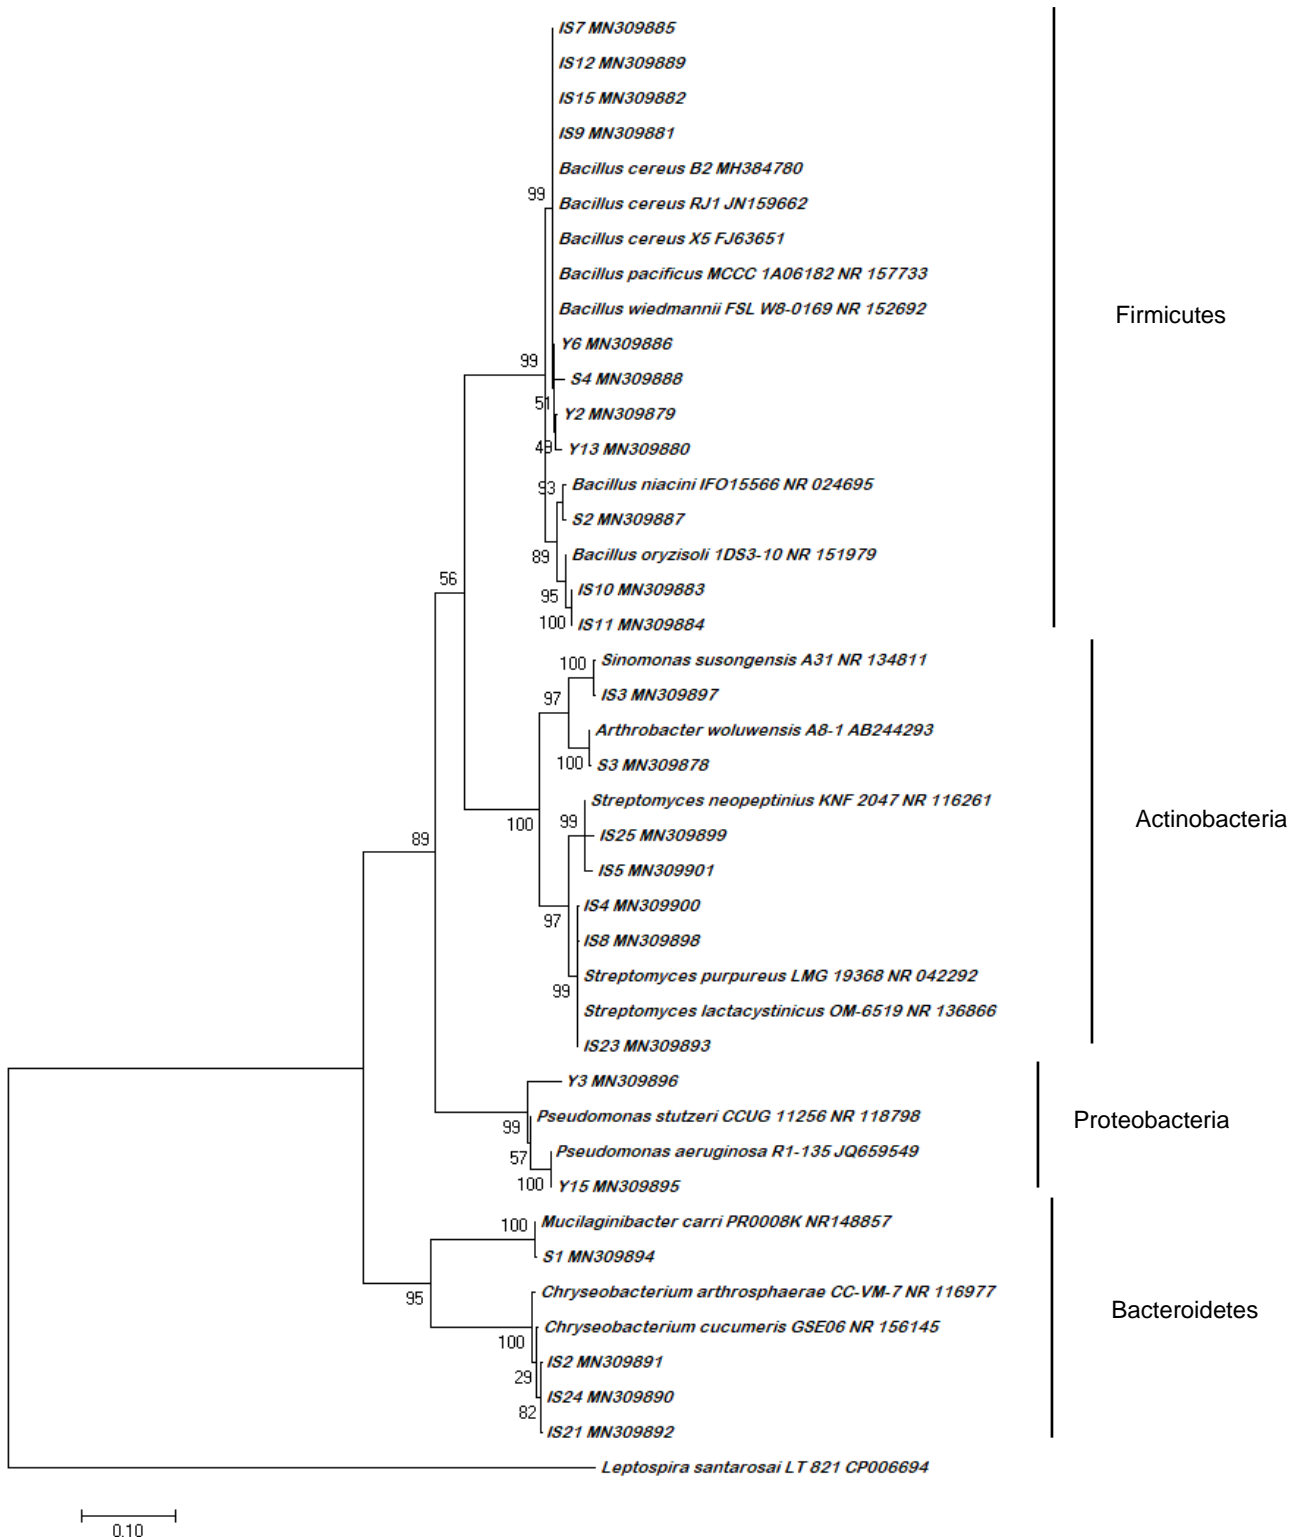 IS7 MN309885
IS12 MN309889
IS15 MN309882
IS9 MN309881
Bacillus cereus B2 MH384780
99
Bacillus cereus RJ1 JN159662
Bacillus cereus X5 FJ63651
Bacillus pacificus MCCC 1A06182 NR 157733
Bacillus wiedmannii FSL W8-0169 NR 152692
Firmicutes
Y6 MN309886
99
S4 MN309888
51
Y2 MN309879
49
Y13 MN309880
93
Bacillus niacini IFO15566 NR 024695
S2 MN309887
89
Bacillus oryzisoli 1DS3-10 NR 151979
56
IS10 MN309883
95
100
IS11 MN309884
100
Sinomonas susongensis A31 NR 134811
97
IS3 MN309897
Arthrobacter woluwensis A8-1 AB244293
100
S3 MN309878
Streptomyces neopeptinius KNF 2047 NR 116261
100
99
Actinobacteria
89
IS25 MN309899
IS5 MN309901
IS4 MN309900
97
IS8 MN309898
Streptomyces purpureus LMG 19368 NR 042292
99
Streptomyces lactacystinicus OM-6519 NR 136866
IS23 MN309893
Y3 MN309896
Pseudomonas stutzeri CCUG 11256 NR 118798
Proteobacteria
99
Pseudomonas aeruginosa R1-135 JQ659549
57
100
Y15 MN309895
100
Mucilaginibacter carri PR0008K NR148857
S1 MN309894
95
Chryseobacterium arthrosphaerae CC-VM-7 NR 116977
Bacteroidetes
Chryseobacterium cucumeris GSE06 NR 156145
100
IS2 MN309891
29
IS24 MN309890
82
IS21 MN309892
Leptospira santarosai LT 821 CP006694
0.10